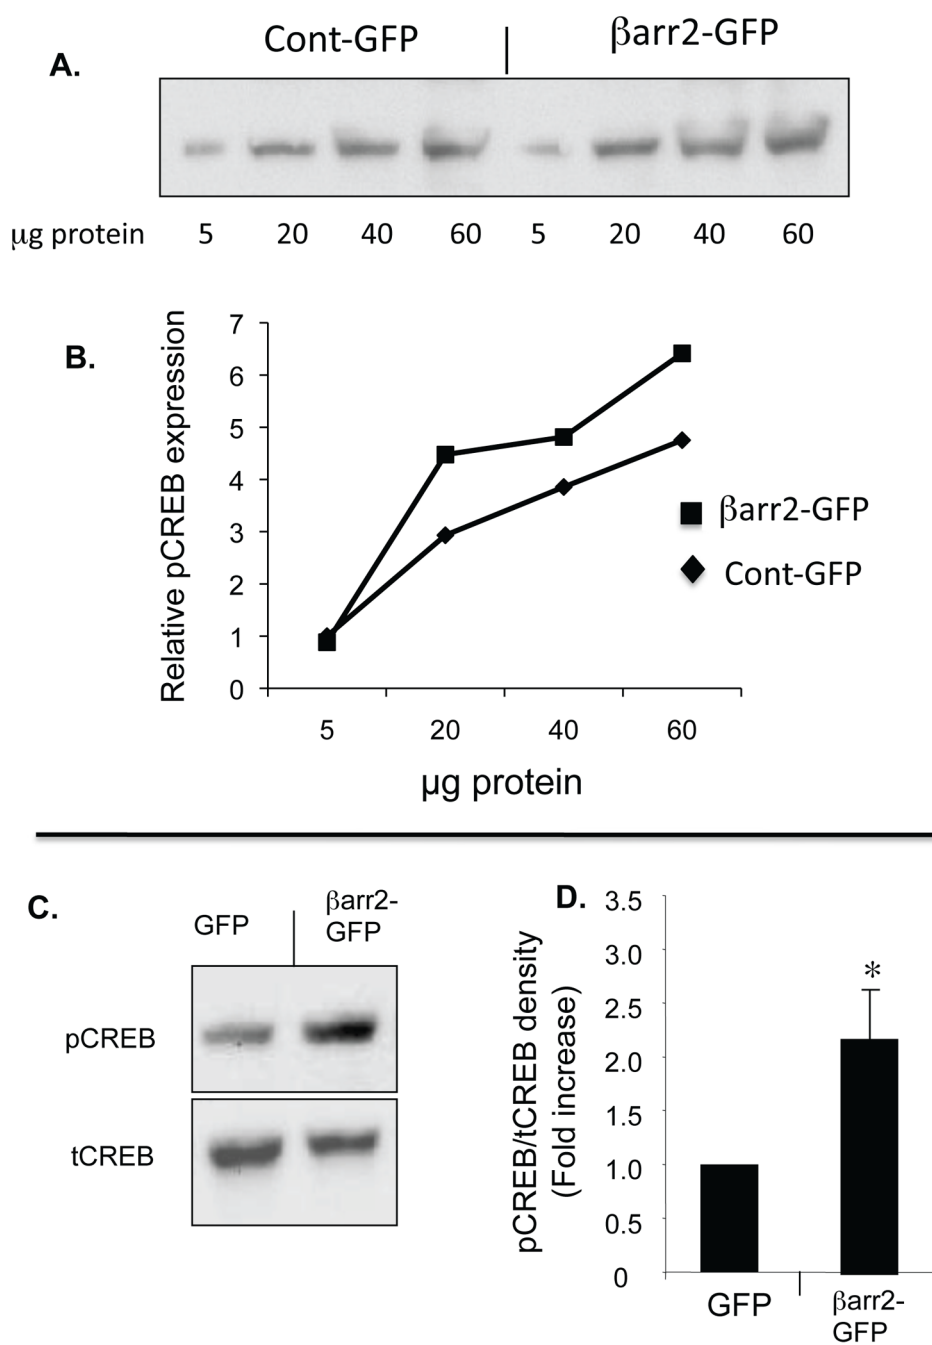 A.
Cont-GFP
βarr2-GFP
µg protein 5 20 40 60 5 20 40 60
B.
Relative pCREB expression
7
6
5
4
3
2
1
0
βarr2-GFP
Cont-GFP
5 20 40 60
µg protein
C.
GFP
βarr2-
GFP
pCREB
tCREB
D.
pCREB/tCREB density
(Fold increase)
3.5
3.0
2.5
2.0
1.5
1.0
0.5
0
*
GFP
βarr2-
GFP